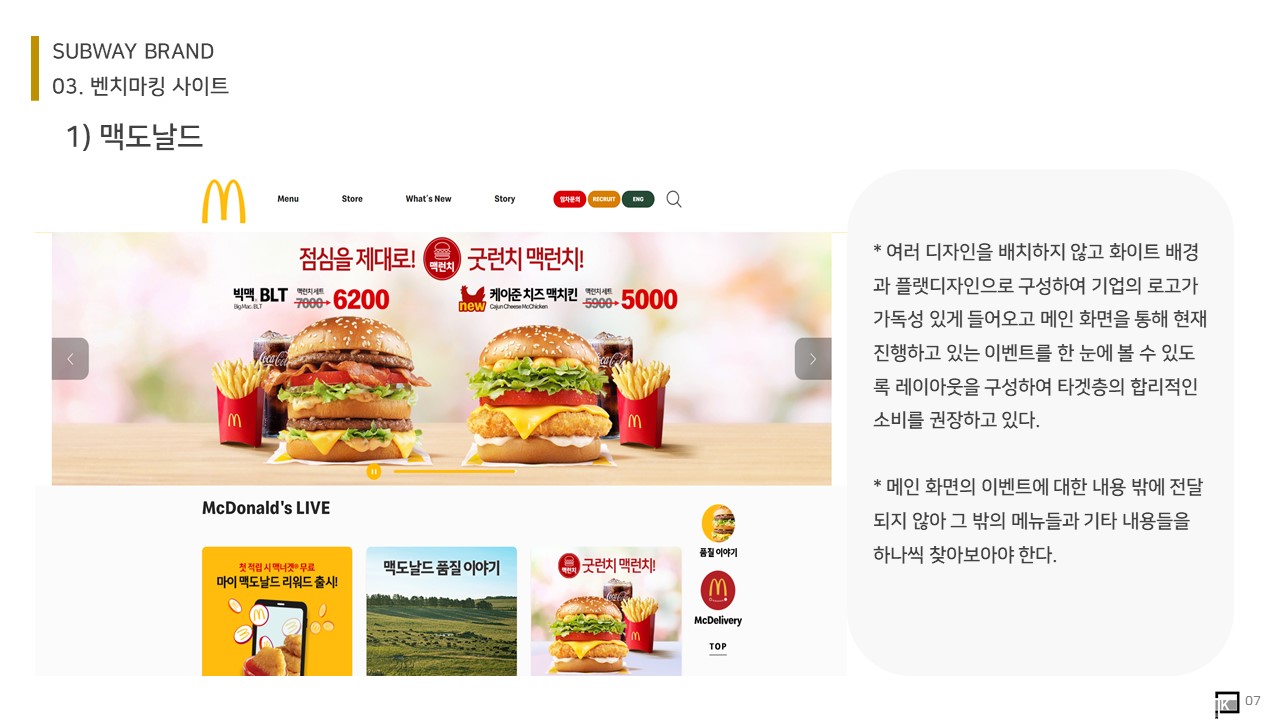 SUBWAY BRAND
03. 벤치마킹 사이트
1) 맥도날드
Menu Store What's New Story 임차문의 RECRUIT ENG
점심을 제대로! 맥런치 굿런치 맥런치!
빅맥 BLT 맥런치 세트 7000 6200
Big Mac BLT
new 케이준 치즈 맥치킨 맥런치 세트 5900 5000
Cajun Cheese McChicken
Coca-Cola
McDonald's LIVE
첫 적립 시 맥너겟® 무료
마이 맥도날드 리워드 출시!
맥도날드 품질 이야기
맥런치 굿런치 맥런치!
품질 이야기
McDelivery
TOP
* 여러 디자인을 배치하지 않고 화이트 배경
과 플랫디자인으로 구성하여 기업의 로고가
가독성 있게 들어오고 메인 화면을 통해 현재
진행하고 있는 이벤트를 한 눈에 볼 수 있도
록 레이아웃을 구성하여 타겟층의 합리적인
소비를 권장하고 있다.
* 메인 화면의 이벤트에 대한 내용 밖에 전달
되지 않아 그 밖의 메뉴들과 기타 내용들을
하나씩 찾아보아야 한다.
07